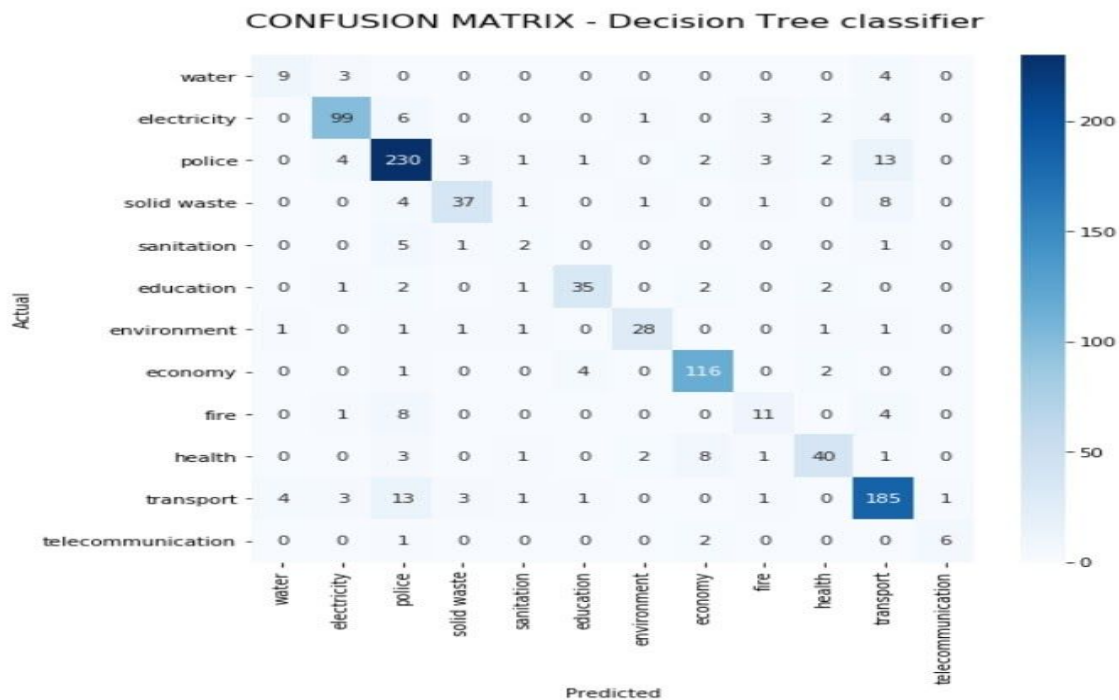 CONFUSION MATRIX - Decision Tree classifier
water 9 3 0 0 0 0 0 0 0 0 4 0
electricity 0 99 6 0 0 0 1 0 3 2 4 0
police 0 4 230 3 1 1 0 2 3 2 13 0
solid waste 0 0 4 37 1 0 1 0 1 0 8 0
sanitation 0 0 5 1 2 0 0 0 0 0 1 0
education 0 1 2 0 1 35 0 2 0 2 0 0
environment 1 0 1 1 1 0 28 0 0 1 1 0
economy 0 0 1 0 0 4 0 116 0 2 0 0
fire 0 1 8 0 0 0 0 0 11 0 4 0
health 0 0 3 0 1 0 2 8 1 40 1 0
transport 4 3 13 3 1 1 0 0 1 0 185 1
telecommunication 0 0 1 0 0 0 0 2 0 0 0 6
water electricity police solid waste sanitation education environment economy fire health transport telecommunication
Actual
Predicted
200
150
100
50
0